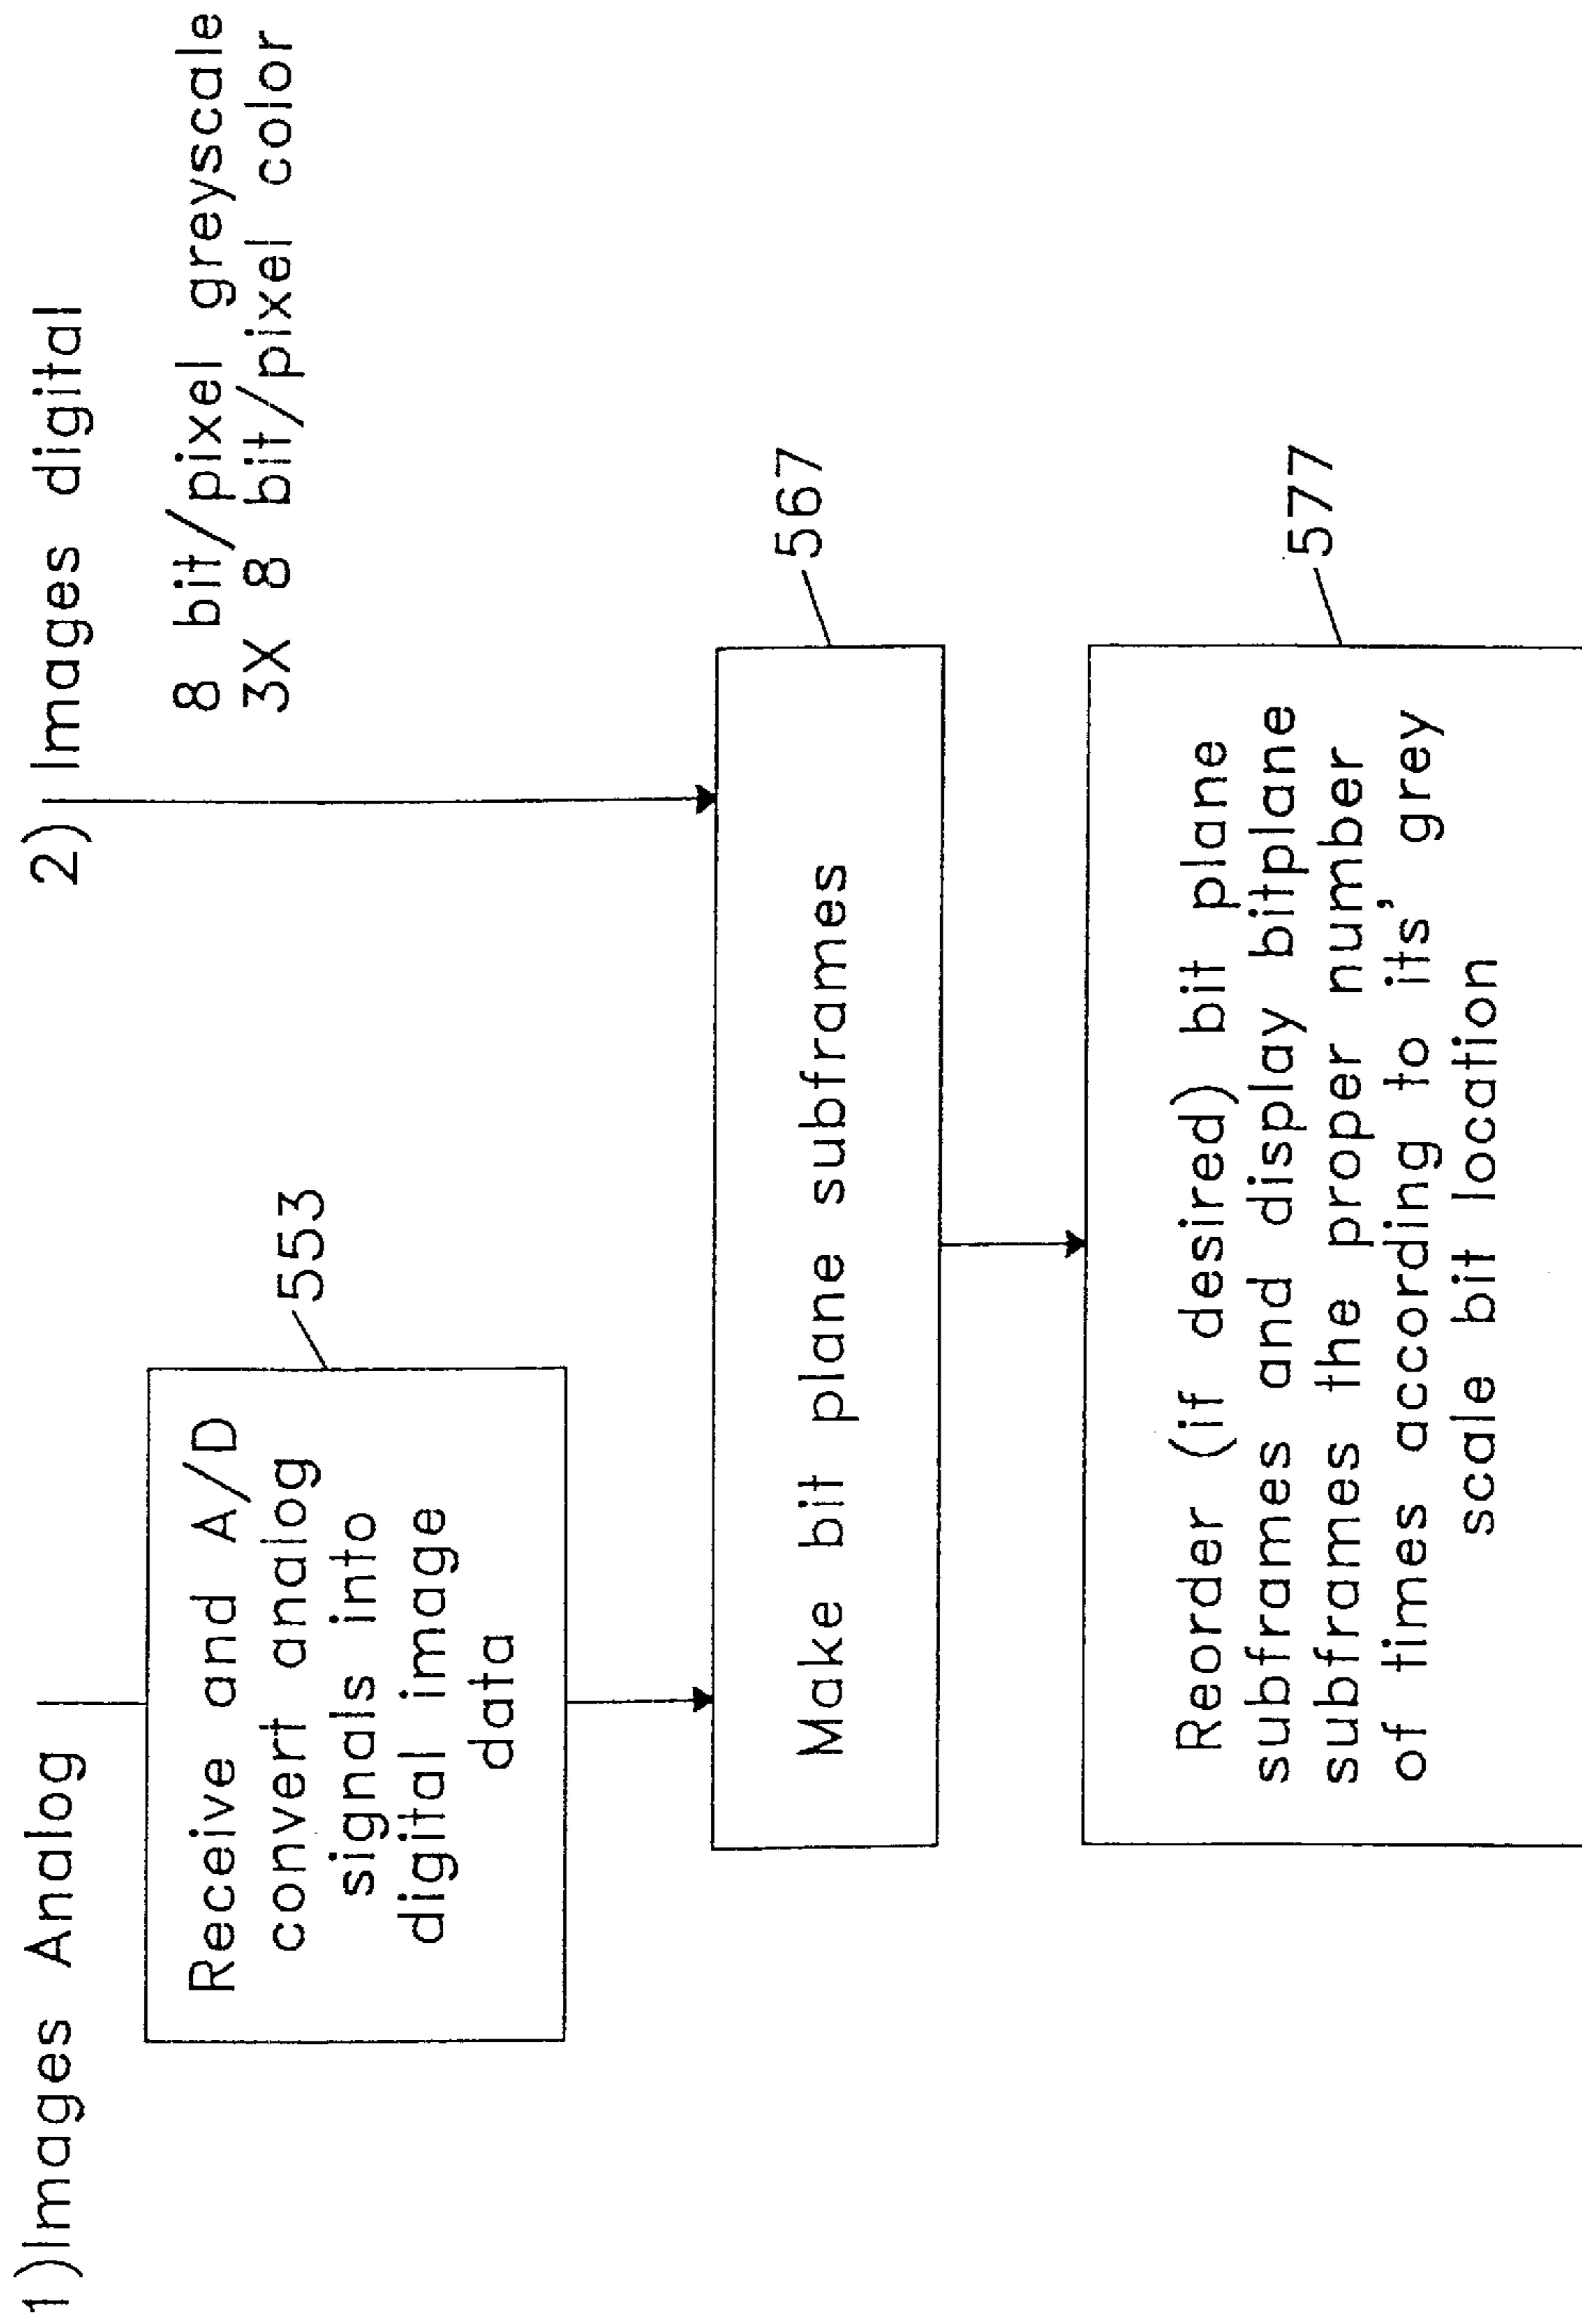 1)Images Analog
2) Images digital
8 bit/pixel greyscale
3X 8 bit/pixel color
Receive and A/D
convert analog
signals into
digital image
data
553
Make bit plane subframes
567
Reorder (if desired) bit plane
subframes and display bitplane
subframes the proper number
of times according to its' grey
scale bit location
577